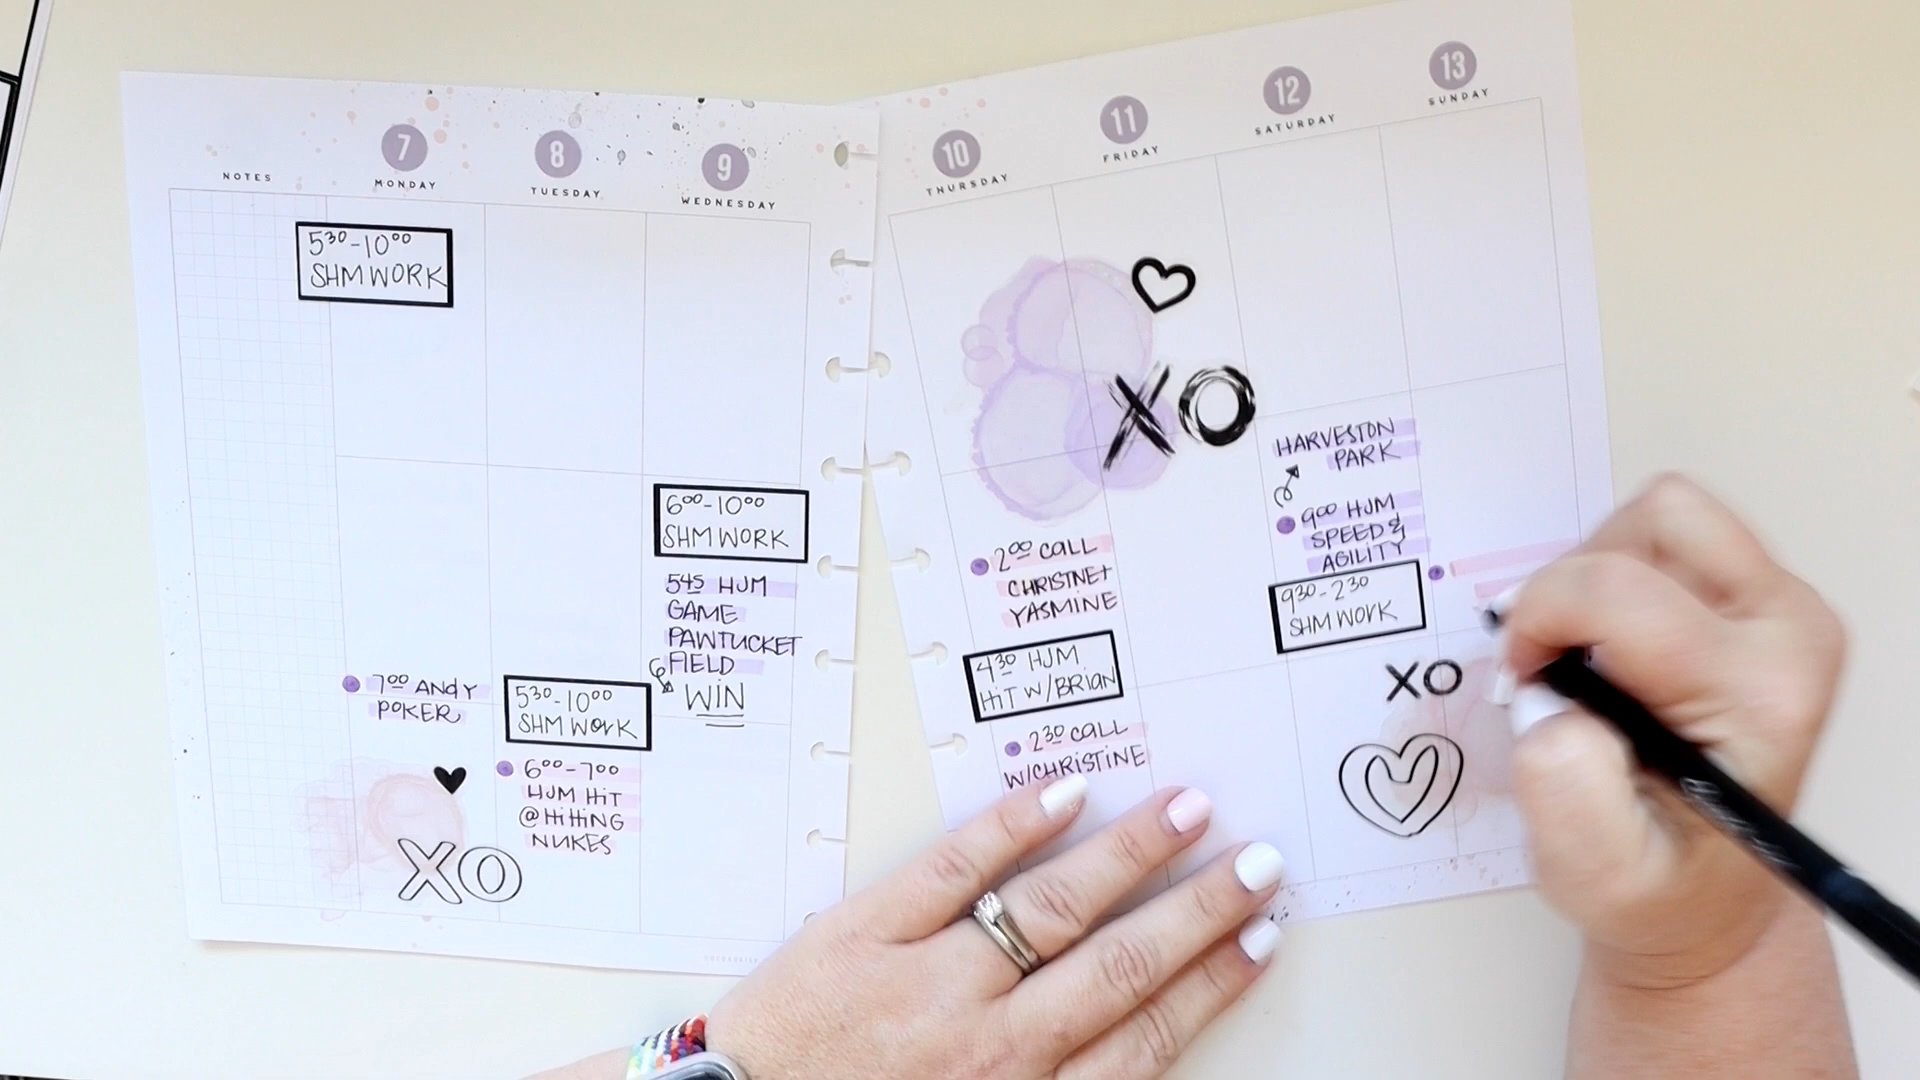 NOTES
7
MONDAY
8
TUESDAY
9
WEDNESDAY
10
THURSDAY
11
FRIDAY
12
SATURDAY
13
SUNDAY
5³⁰-10⁰⁰
SHM WORK
7⁰⁰ ANDY
POKER
XO
5³⁰-10⁰⁰
SHM WORK
6⁰⁰-7⁰⁰
HJM HIT
@HITTING
NUKES
6⁰⁰-10⁰⁰
SHM WORK
5⁴⁵ HJM
GAME
PAWTUCKET
FIELD
WIN
2⁰⁰ CALL
CHRISTNE+
YASMINE
4³⁰ HJM
HIT W/BRIAN
2³⁰ CALL
W/CHRISTINE
XO
HARVESTON
PARK
9⁰⁰ HJM
SPEED &
AGILITY
9³⁰-2³⁰
SHM WORK
XO